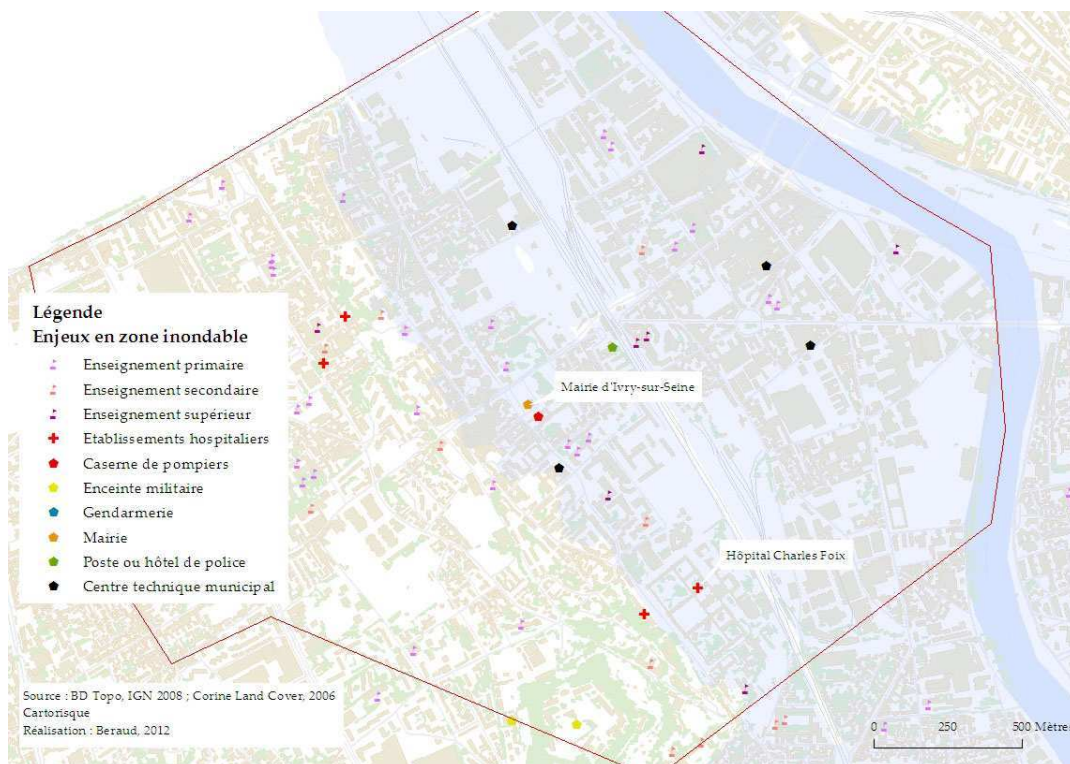 Légende
Enjeux en zone inondable
Enseignement primaire
Enseignement secondaire
Enseignement supérieur
Etablissements hospitaliers
Caserne de pompiers
Enceinte militaire
Gendarmerie
Mairie
Poste ou hôtel de police
Centre technique municipal
Mairie d'Ivry-sur-Seine
Hôpital Charles Foix
Source : BD Topo, IGN 2008 ; Corine Land Cover, 2006
Cartorisque
Réalisation : Beraud, 2012
0 250 500 Mètres